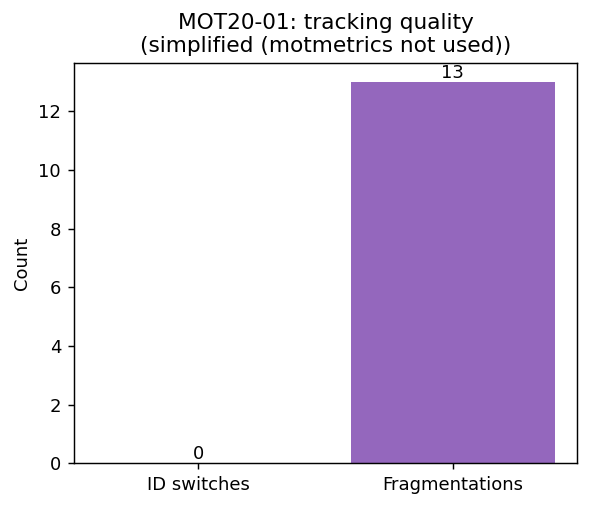 MOT20-01: tracking quality
(simplified (motmetrics not used))
13
12
10
8
6
4
2
0
0
Count
ID switches
Fragmentations